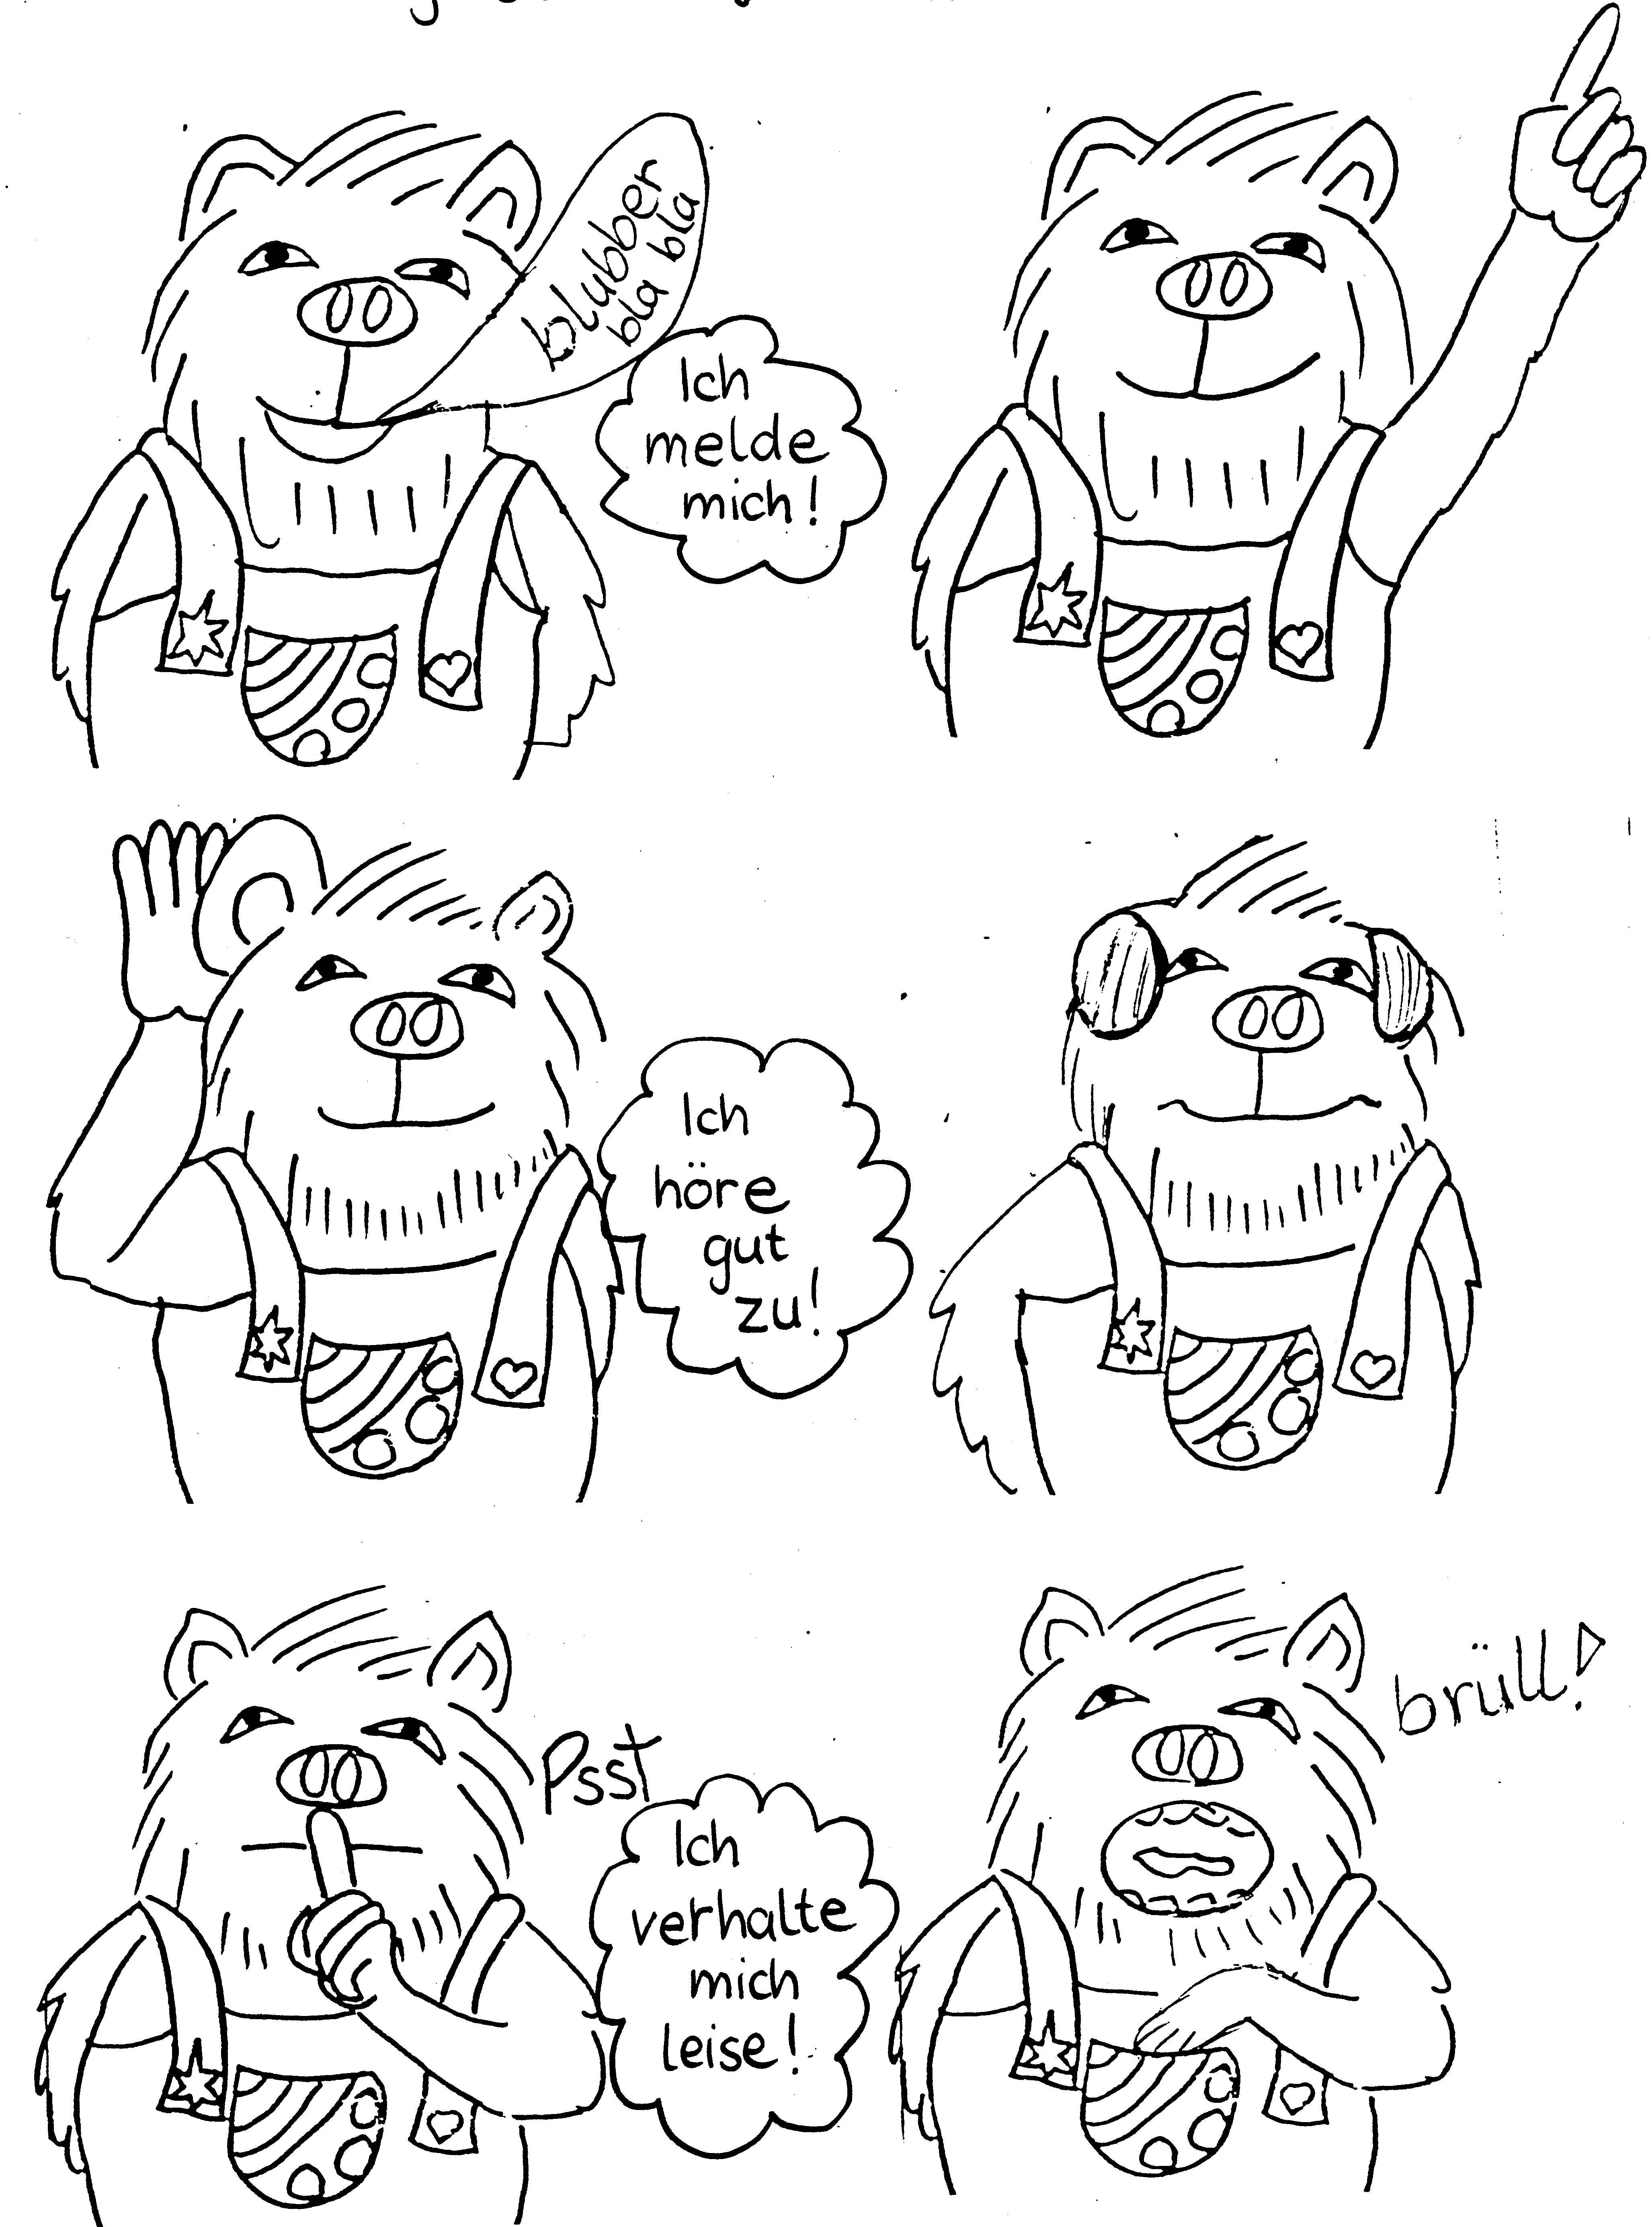 blubber
bla bla
Ich
melde
mich!
Ich
höre
gut
zu!
Psst
brüll!
Ich
verhalte
mich
leise!